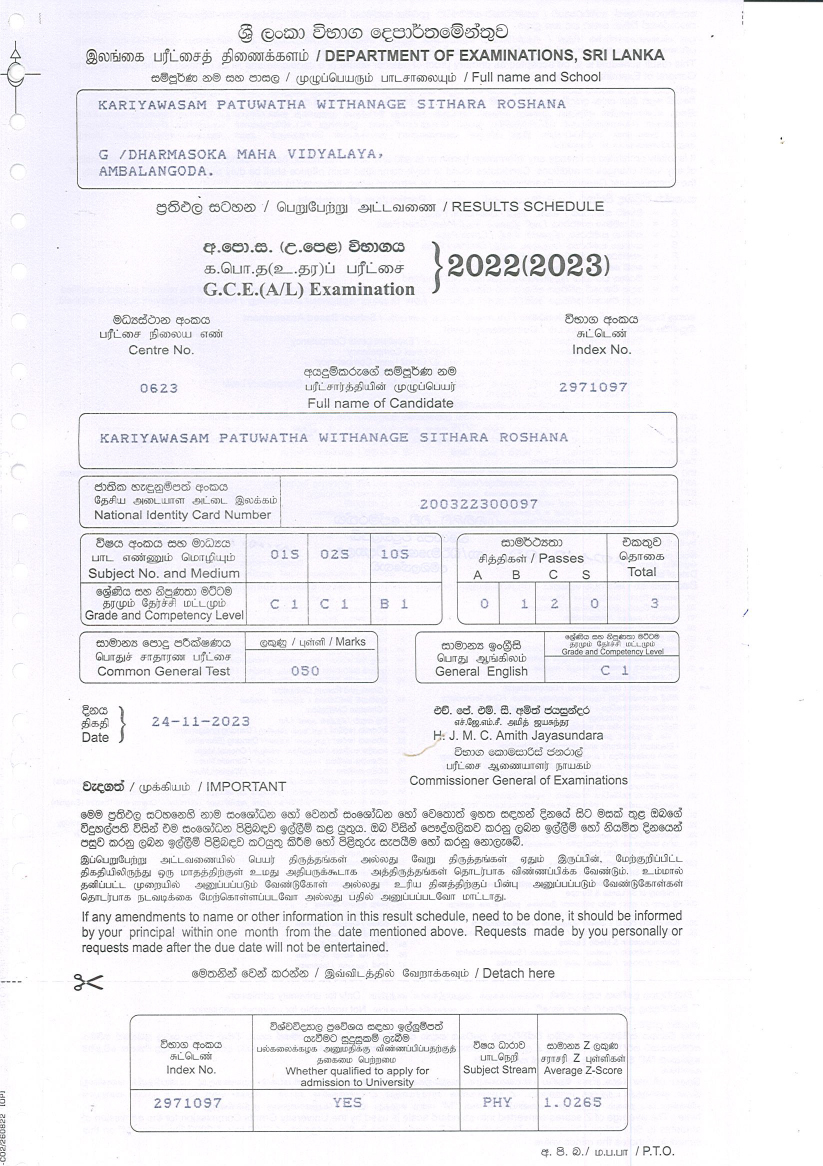 ශ්‍රී ලංකා විභාග දෙපාර්තමේන්තුව
இலங்கை பரீட்சைத் திணைக்களம் / DEPARTMENT OF EXAMINATIONS, SRI LANKA
සම්පූර්ණ නම සහ පාසල / முழுப்பெயரும் பாடசாலையும் / Full name and School
KARIYAWASAM PATUWATHA WITHANAGE SITHARA ROSHANA
G /DHARMASOKA MAHA VIDYALAYA,
AMBALANGODA.
ප්‍රතිඵල සටහන / பெறுபேற்று அட்டவணை / RESULTS SCHEDULE
අ.පො.ස. (උ.පෙළ) විභාගය
க.பொ.த(உ.தர)ப் பரீட்சை
G.C.E.(A/L) Examination
2022(2023)
මධ්‍යස්ථාන අංකය
பரீட்சை நிலைய எண்
Centre No.
0623
විභාග අංකය
சுட்டெண்
Index No.
2971097
අයදුම්කරුගේ සම්පූර්ණ නම
பரீட்சார்த்தியின் முழுப்பெயர்
Full name of Candidate
KARIYAWASAM PATUWATHA WITHANAGE SITHARA ROSHANA
ජාතික හැඳුනුම්පත් අංකය
தேசிய அடையாள அட்டை இலக்கம்
National Identity Card Number
200322300097
විෂය අංකය සහ මාධ්‍යය
பாட எண்ணும் மொழியும்
Subject No. and Medium
01S 02S 10S
ශ්‍රේණිය සහ නිපුණතා මට්ටම
தரமும் தேர்ச்சி மட்டமும்
Grade and Competency Level
C 1 C 1 B 1
සාමර්ථ්‍යතා
சித்திகள் / Passes
A B C S
එකතුව
தொகை
Total
0 1 2 0 3
සාමාන්‍ය පොදු පරීක්ෂණය
பொதுச் சாதாரண பரீட்சை
Common General Test
ලකුණු / புள்ளி / Marks
050
සාමාන්‍ය ඉංග්‍රීසි
பொது ஆங்கிலம்
General English
ශ්‍රේණිය සහ නිපුණතා මට්ටම
தரமும் தேர்ச்சி மட்டமும்
Grade and Competency Level
C 1
දිනය
திகதி
Date
24-11-2023
එච්. ජේ. එම්. සී. අමිත් ජයසුන්දර
எச்.ஜே.எம்.சீ. அமித் ஜயசுந்தர
H. J. M. C. Amith Jayasundara
විභාග කොමසාරිස් ජනරාල්
பரீட்சை ஆணையாளர் நாயகம்
Commissioner General of Examinations
වැදගත් / முக்கியம் / IMPORTANT
මෙම ප්‍රතිඵල සටහනෙහි නාම සංශෝධන හෝ වෙනත් සංශෝධන හෝ වෙතොත් ඉහත සඳහන් දිනයේ සිට මසක් තුළ ඔබගේ
විදුහල්පති විසින් එම සංශෝධන පිළිබඳව ඉල්ලීම් කළ යුතුය. ඔබ විසින් පෞද්ගලිකව කරනු ලබන ඉල්ලීම් හෝ නියමිත දිනයෙන්
පසුව කරනු ලබන ඉල්ලීම් පිළිබඳව කටයුතු කිරීම හෝ පිළිතුරු සැපයීම හෝ කරනු නොලැබේ.
இப்பெறுபேற்று அட்டவணையில் பெயர் திருத்தங்கள் அல்லது வேறு திருத்தங்கள் ஏதும் இருப்பின், மேற்குறிப்பிட்ட
திகதியிலிருந்து ஒரு மாதத்திற்குள் உமது அதிபருக்கூடாக அத்திருத்தங்கள் தொடர்பாக விண்ணப்பிக்க வேண்டும். உம்மால்
தனிப்பட்ட முறையில் அனுப்பப்படும் வேண்டுகோள் அல்லது உரிய தினத்திற்குப் பின்பு அனுப்பப்படும் வேண்டுகோள்கள்
தொடர்பாக நடவடிக்கை மேற்கொள்ளப்படவோ அல்லது பதில் அனுப்பப்படவோ மாட்டாது.
If any amendments to name or other information in this result schedule, need to be done, it should be informed
by your principal within one month from the date mentioned above. Requests made by you personally or
requests made after the due date will not be entertained.
මෙතනින් වෙන් කරන්න / இவ்விடத்தில் வேறாக்கவும் / Detach here
විභාග අංකය
சுட்டெண்
Index No.
විශ්වවිද්‍යාල ප්‍රවේශය සඳහා ඉල්ලුම්පත්
යැවීමට සුදුසුකම් ලැබීම
பல்கலைக்கழக அனுமதிக்கு விண்ணப்பிப்பதற்குத்
தகைமை பெற்றமை
Whether qualified to apply for
admission to University
විෂය ධාරාව
பாடநெறி
Subject Stream
සාමාන්‍ය Z ලකුණ
சராசரி Z புள்ளிகள்
Average Z-Score
2971097 YES PHY 1.0265
අ. පි. බ./ ம.ப.பா / P.T.O.